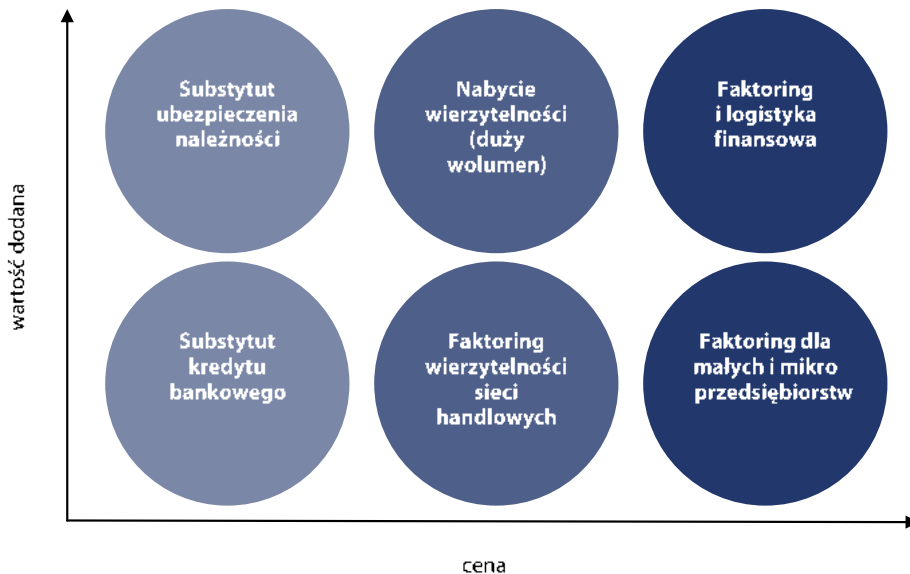 Substytut
ubezpieczenia
należności
Nabycie
wierzytelności
(duży
wolumen)
Faktoring
i logistyka
finansowa
wartość dodana
Substytut
kredytu
bankowego
Faktoring
wierzytelności
sieci
handlowych
Faktoring dla
małych i mikro
przedsiębiorstw
cena